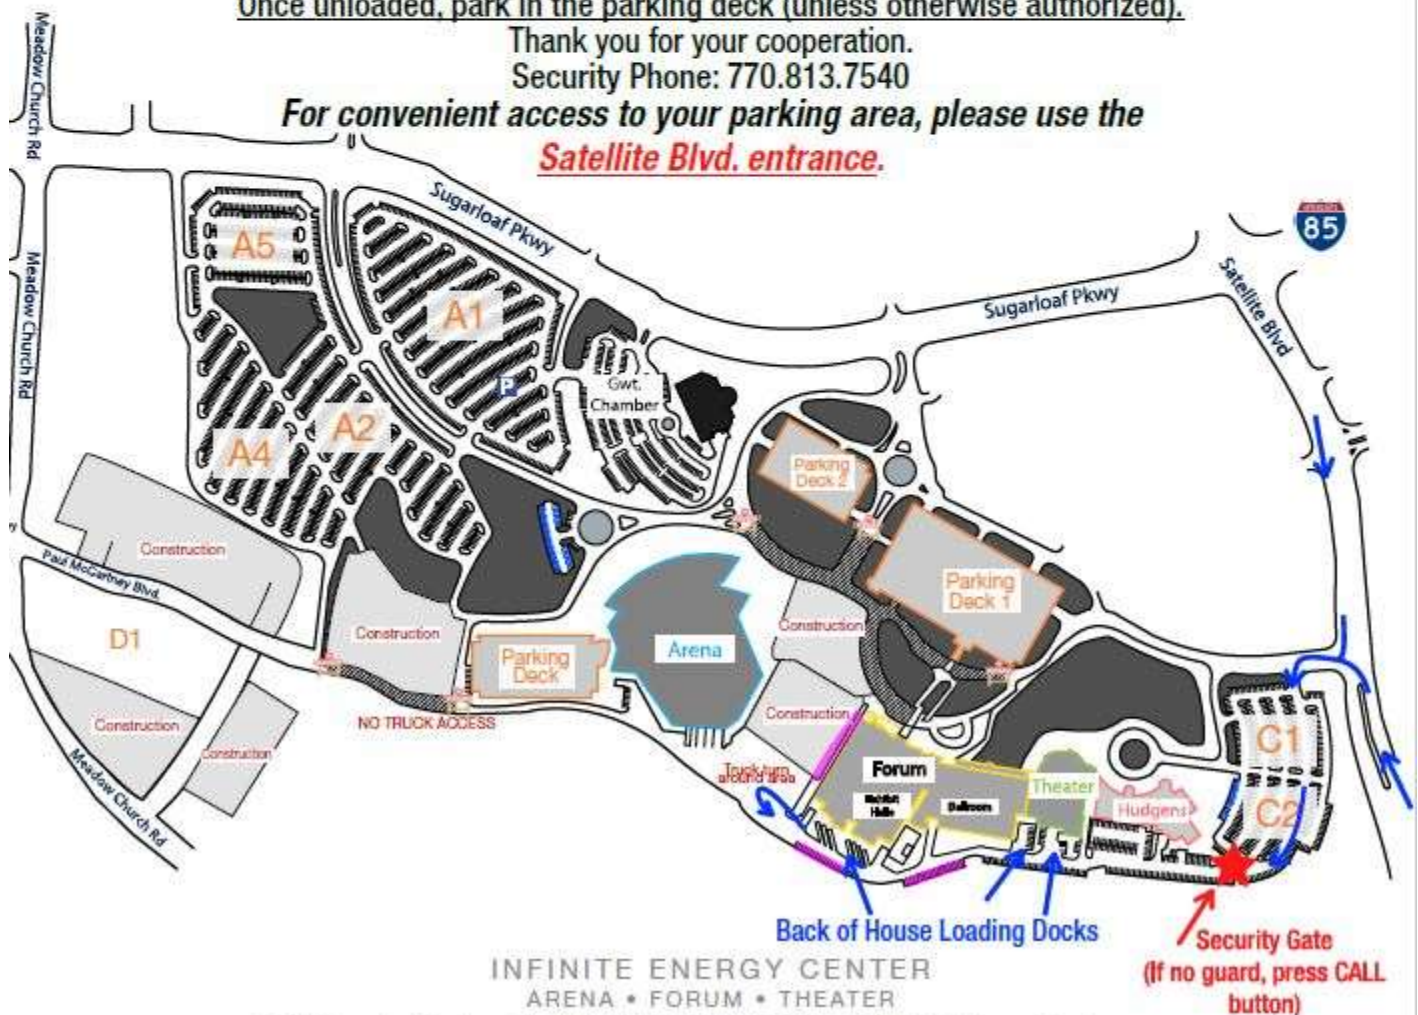 Once unloaded, park in the parking deck (unless otherwise authorized).
Thank you for your cooperation.
Security Phone: 770.813.7540
For convenient access to your parking area, please use the
Satellite Blvd. entrance.
Meadow Church Rd
Sugarloaf Pkwy
85
A5
Meadow Church Rd
Satellite Blvd
Sugarloaf Pkwy
A1
P
Gwt.
Chamber
A2
A4
Parking
Deck 2
Construction
Paul McCartney Blvd.
Parking
Deck 1
Construction
Construction
D1
Arena
Parking
Deck
Construction
Construction
Construction
NO TRUCK ACCESS
Meadow Church Rd
Truck turn
around area
Forum
Ballroom
Theater
Hudgens
C1
C2
Back of House Loading Docks
Security Gate
(If no guard, press CALL
button)
INFINITE ENERGY CENTER
ARENA • FORUM • THEATER